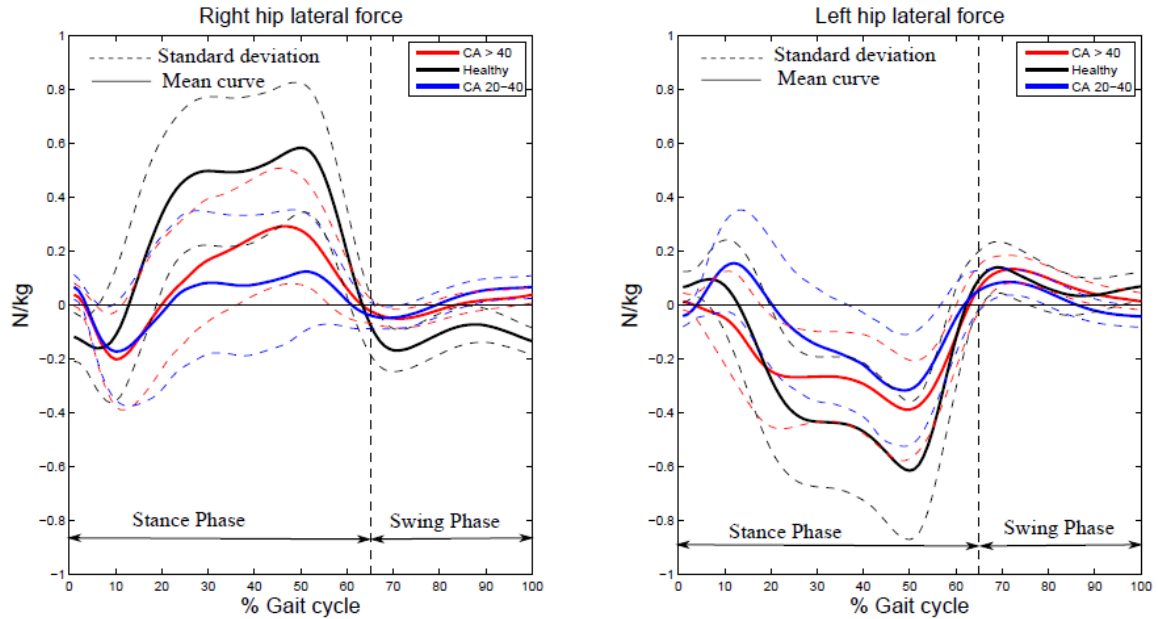 Right hip lateral force
1
0.8
0.6
0.4
0.2
0
−0.2
−0.4
−0.6
−0.8
−1
N/kg
Standard deviation
Mean curve
CA > 40
Healthy
CA 20−40
Stance Phase
Swing Phase
0 10 20 30 40 50 60 70 80 90 100
% Gait cycle
Left hip lateral force
1
0.8
0.6
0.4
0.2
0
−0.2
−0.4
−0.6
−0.8
−1
N/kg
Standard deviation
Mean curve
CA > 40
Healthy
CA 20−40
Stance Phase
Swing Phase
0 10 20 30 40 50 60 70 80 90 100
% Gait cycle